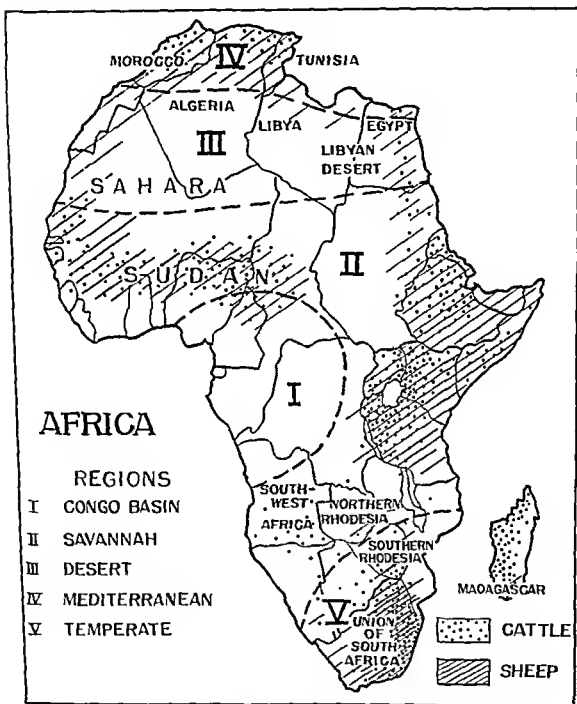 MOROCCO
IV
TUNISIA
ALGERIA
LIBYA
EGYPT
III
LIBYAN
DESERT
SAHARA
SUDAN
II
I
AFRICA
REGIONS
I CONGO BASIN
II SAVANNAH
III DESERT
IV MEDITERRANEAN
V TEMPERATE
SOUTH-
WEST
AFRICA
NORTHERN
RHODESIA
SOUTHERN
RHODESIA
MADAGASCAR
V
UNION OF
SOUTH
AFRICA
CATTLE
SHEEP